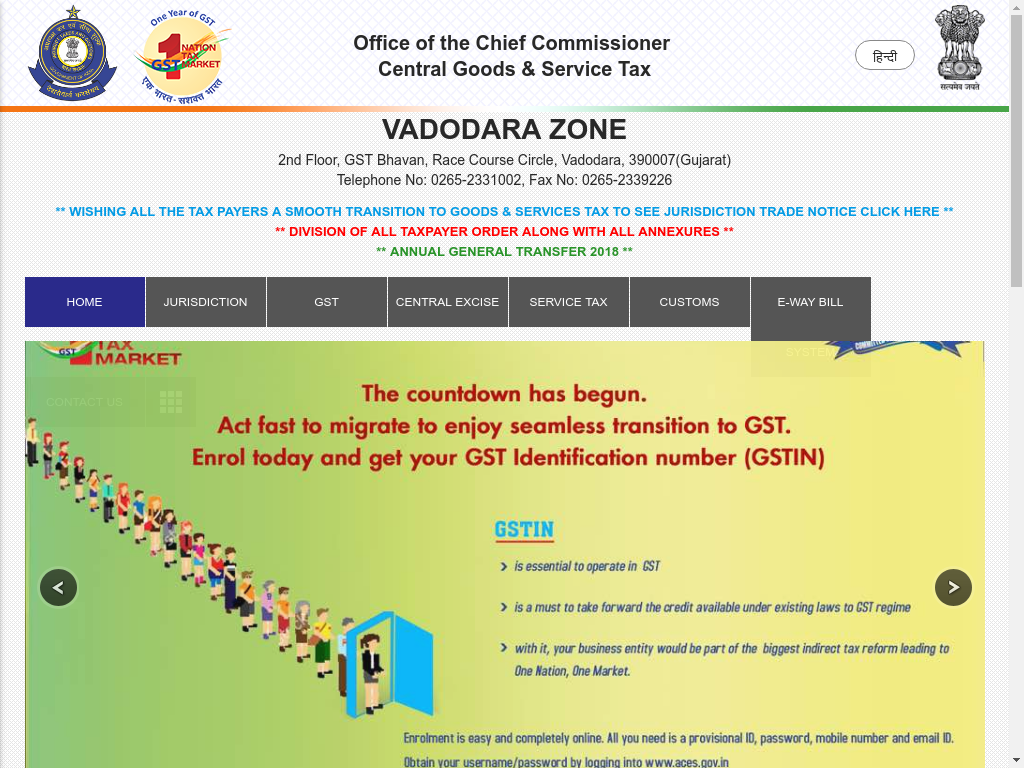 One Year of GST
1 NATION
TAX
GST MARKET
एक भारत - सशक्त भारत
Office of the Chief Commissioner
Central Goods & Service Tax
हिन्दी
सत्यमेव जयते
VADODARA ZONE
2nd Floor, GST Bhavan, Race Course Circle, Vadodara, 390007(Gujarat)
Telephone No: 0265-2331002, Fax No: 0265-2339226
** WISHING ALL THE TAX PAYERS A SMOOTH TRANSITION TO GOODS & SERVICES TAX TO SEE JURISDICTION TRADE NOTICE CLICK HERE **
** DIVISION OF ALL TAXPAYER ORDER ALONG WITH ALL ANNEXURES **
** ANNUAL GENERAL TRANSFER 2018 **
HOME JURISDICTION GST CENTRAL EXCISE SERVICE TAX CUSTOMS E-WAY BILL
SYSTEM
CONTACT US
GST TAX
MARKET
COMMITTED
The countdown has begun.
Act fast to migrate to enjoy seamless transition to GST.
Enrol today and get your GST Identification number (GSTIN)
GSTIN
> is essential to operate in GST
> is a must to take forward the credit available under existing laws to GST regime
> with it, your business entity would be part of the biggest indirect tax reform leading to
One Nation, One Market.
< >
Enrolment is easy and completely online. All you need is a provisional ID, password, mobile number and email ID.
Obtain your username/password by logging into www.aces.gov.in